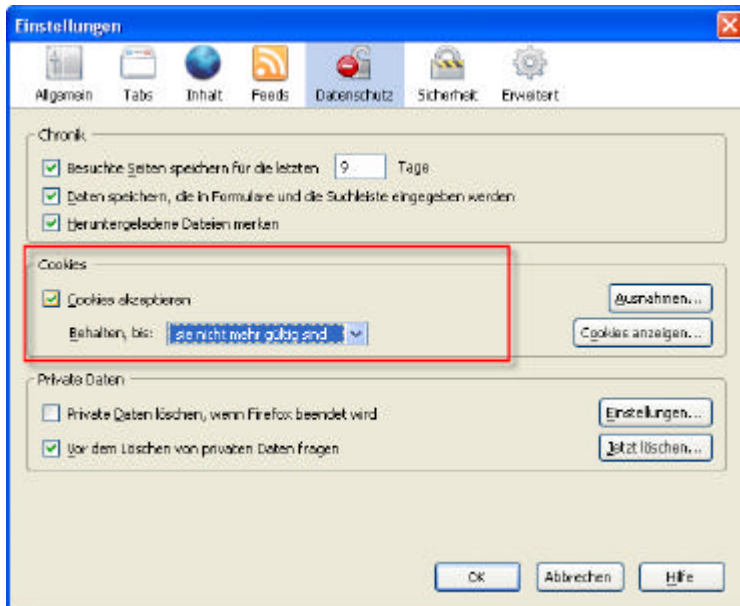 Einstellungen
Allgemein Tabs Inhalt Feeds Datenschutz Sicherheit Erweitert
Chronik
Besuchte Seiten speichern für die letzten 9 Tage
Daten speichern, die in Formulare und die Suchleiste eingegeben werden
Heruntergeladene Dateien merken
Cookies
Cookies akzeptieren Ausnahmen...
Behalten, bis: sie nicht mehr gültig sind Cookies anzeigen...
Private Daten
Private Daten löschen, wenn Firefox beendet wird Einstellungen...
Vor dem Löschen von privaten Daten fragen Jetzt löschen...
OK Abbrechen Hilfe